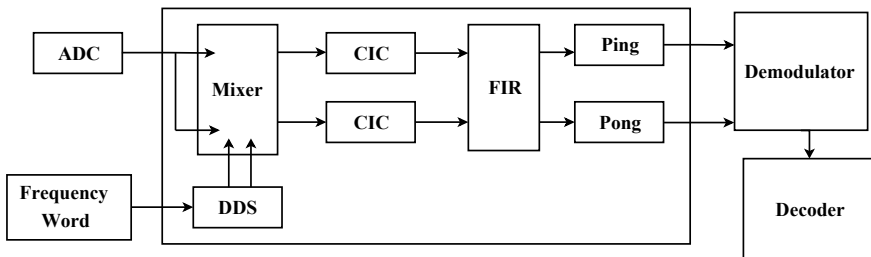 ADC
Mixer
CIC
CIC
FIR
Ping
Pong
Demodulator
Frequency
Word
DDS
Decoder